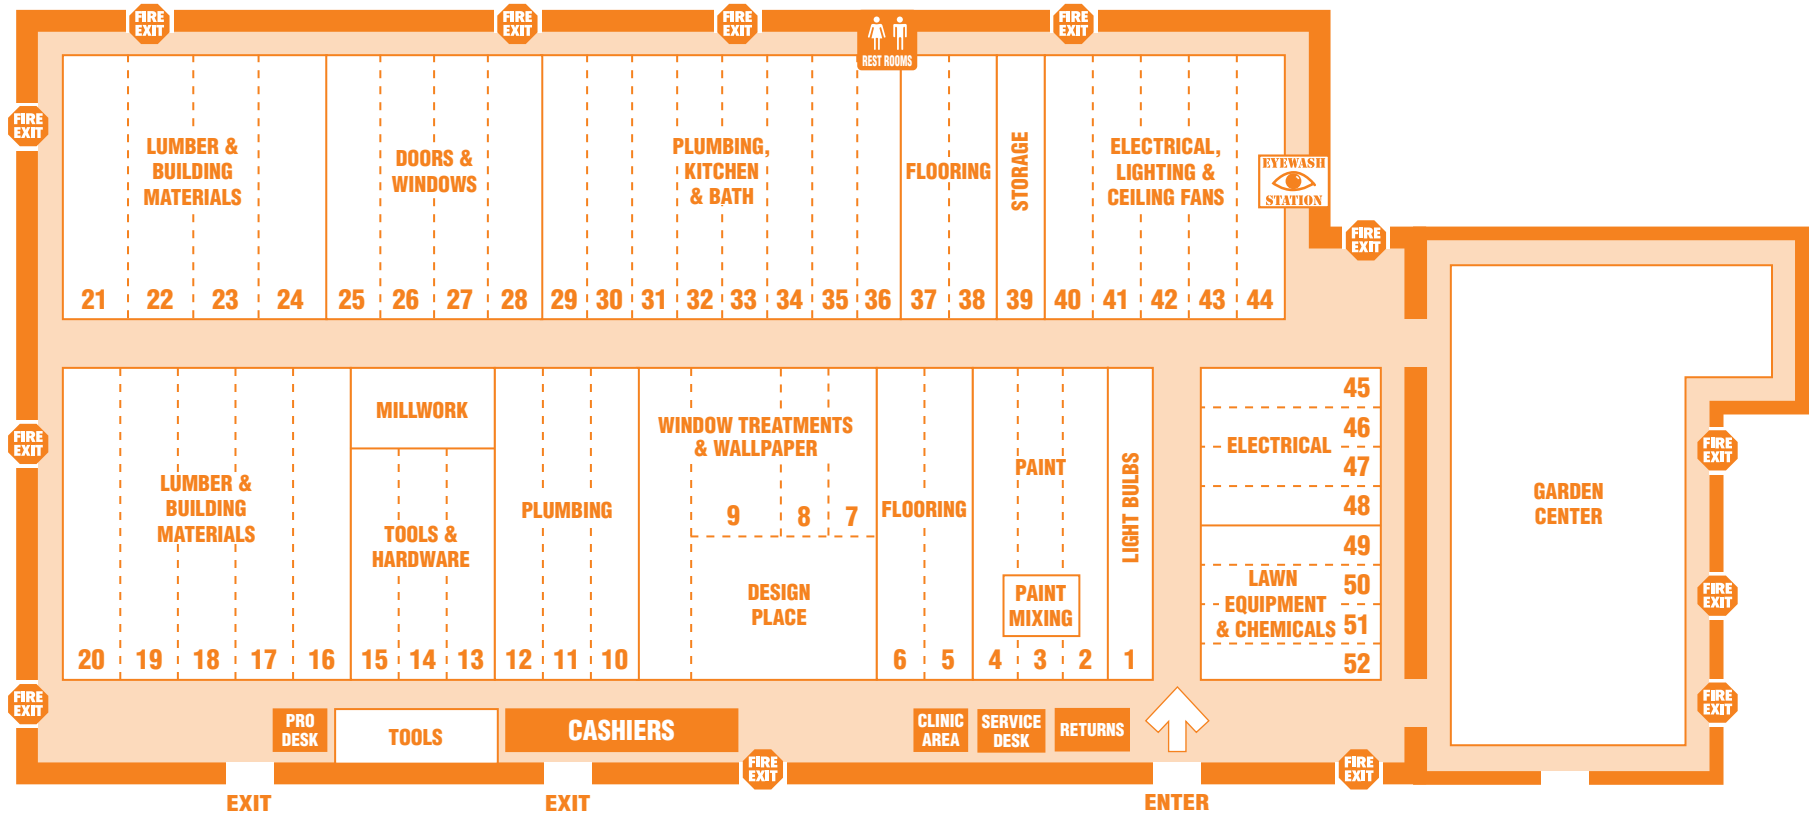 FIRE
EXIT
FIRE
EXIT
FIRE
EXIT
REST ROOMS
FIRE
EXIT
FIRE
EXIT
LUMBER &
BUILDING
MATERIALS
DOORS &
WINDOWS
PLUMBING,
KITCHEN
& BATH
FLOORING
STORAGE
ELECTRICAL,
LIGHTING &
CEILING FANS
EYEWASH
STATION
FIRE
EXIT
21 22 23 24 25 26 27 28 29 30 31 32 33 34 35 36 37 38 39 40 41 42 43 44
FIRE
EXIT
LUMBER &
BUILDING
MATERIALS
MILLWORK
TOOLS &
HARDWARE
PLUMBING
WINDOW TREATMENTS
& WALLPAPER
9 8 7
DESIGN
PLACE
FLOORING
PAINT
PAINT
MIXING
LIGHT BULBS
20 19 18 17 16 15 14 13 12 11 10 6 5 4 3 2 1
45
46
ELECTRICAL
47
48
49
LAWN
EQUIPMENT
& CHEMICALS
50
51
52
GARDEN
CENTER
FIRE
EXIT
FIRE
EXIT
FIRE
EXIT
FIRE
EXIT
PRO
DESK
TOOLS
CASHIERS
CLINIC
AREA
SERVICE
DESK
RETURNS
FIRE
EXIT
FIRE
EXIT
EXIT
EXIT
ENTER